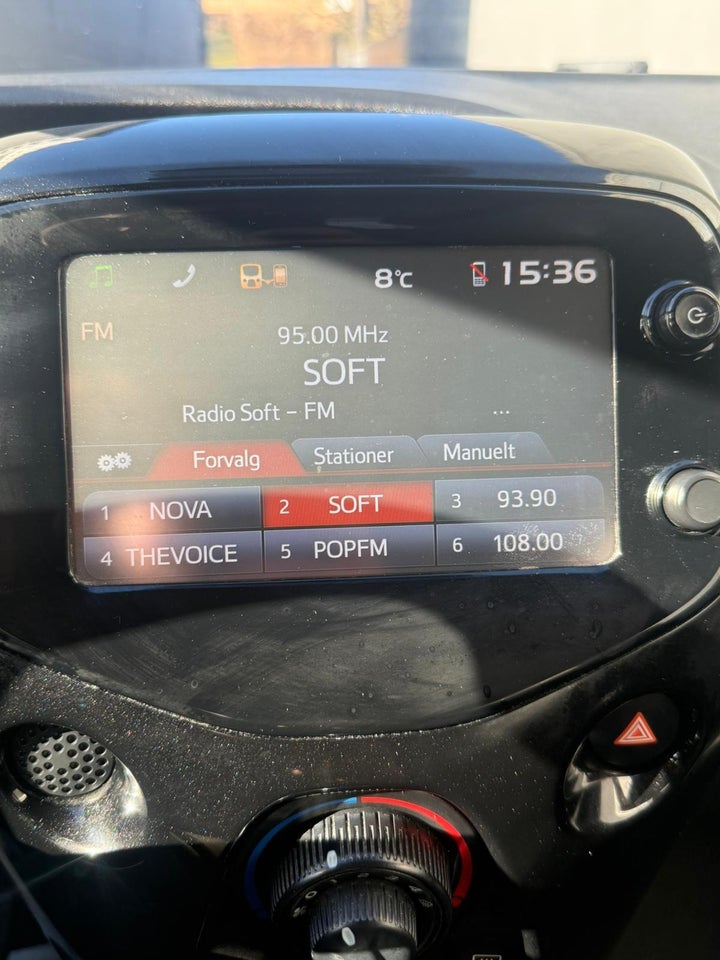 8°C 15:36
FM 95.00 MHz
SOFT
Radio Soft - FM ...
Forvalg Stationer Manuelt
1 NOVA 2 SOFT 3 93.90
4 THEVOICE 5 POPFM 6 108.00